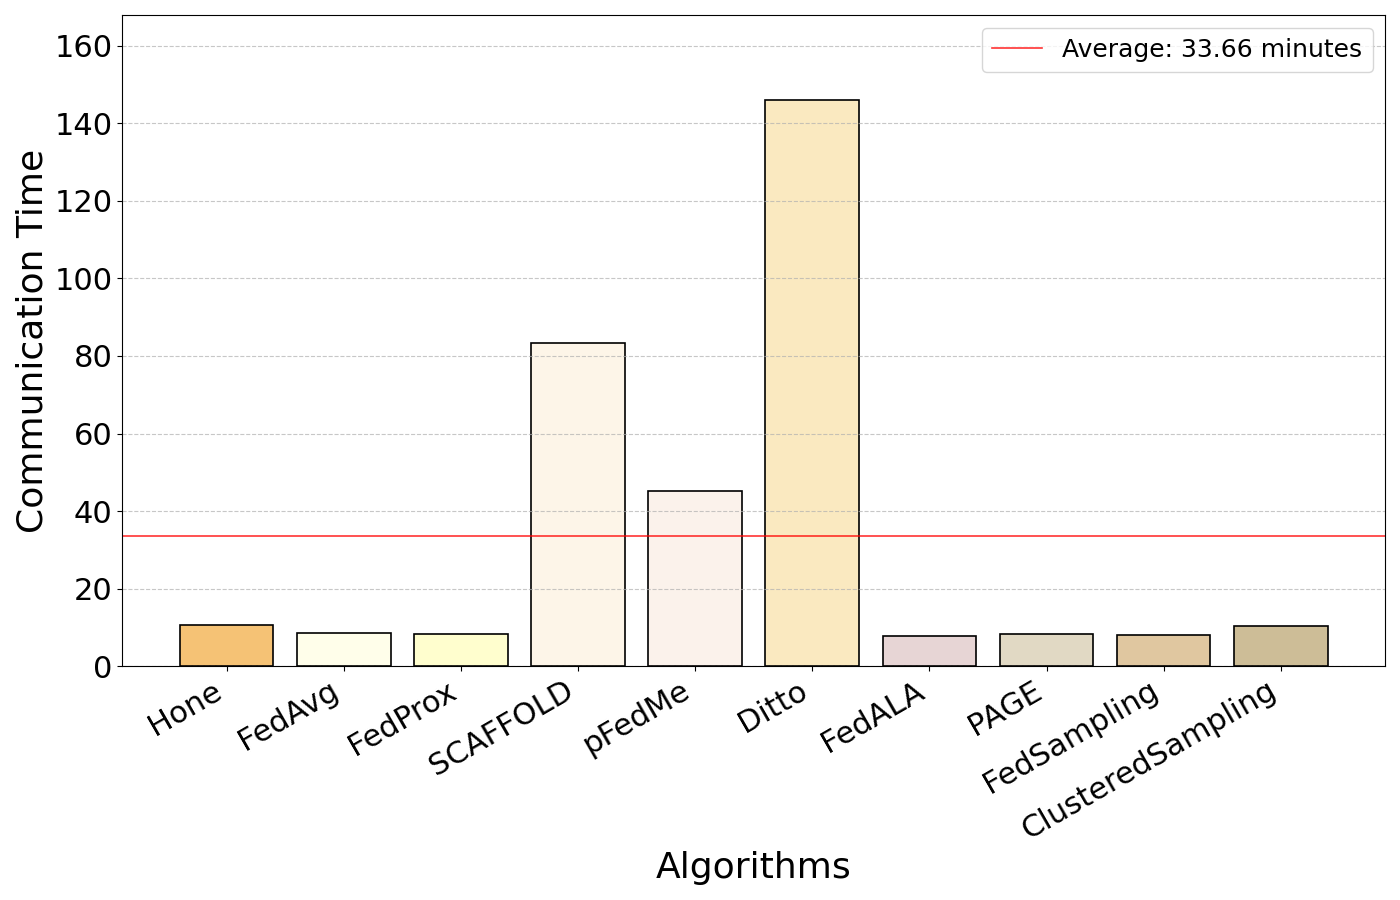 Average: 33.66 minutes
Communication Time
160
140
120
100
80
60
40
20
0
Hone
FedAvg
FedProx
SCAFFOLD
pFedMe
Ditto
FedALA
PAGE
FedSampling
ClusteredSampling
Algorithms